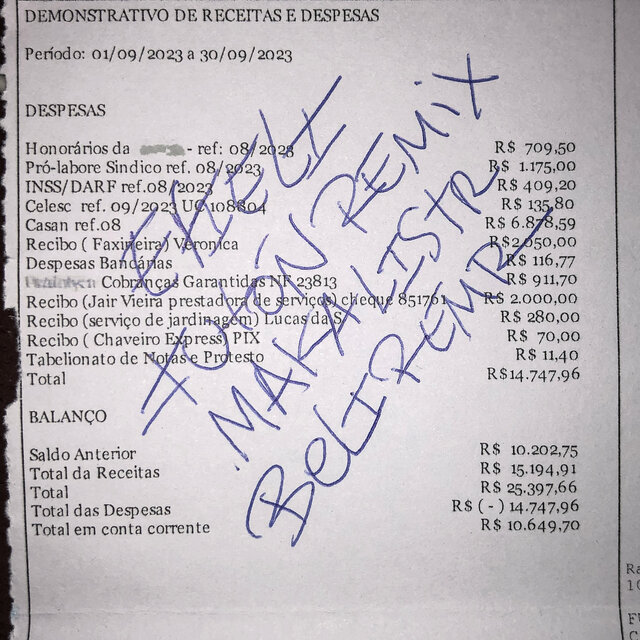 DEMONSTRATIVO DE RECEITAS E DESPESAS
Período: 01/09/2023 a 30/09/2023
DESPESAS
Honorários da - ref: 08/2023 R$ 709,50
Pró-labore Sindico ref. 08/2023 R$ 1.175,00
INSS/DARF ref.08/2023 R$ 409,20
Celesc ref. 09/2023 UC 108804 R$ 135,80
Casan ref.08 R$ 6.878,59
Recibo ( Faxineira) Veronica R$2.050,00
Despesas Bancárias R$ 116,77
Cobranças Garantidas NF 23813 R$ 911,70
Recibo (Jair Vieira prestadora de serviços) cheque 851761 R$ 2.000,00
Recibo (serviço de jardinagem) Lucas da S R$ 280,00
Recibo ( Chaveiro Express) PIX R$ 70,00
Tabelionato de Notas e Protesto R$ 11,40
Total R$14.747,96
BALANÇO
Saldo Anterior R$ 10.202,75
Total da Receitas R$ 15.194,91
Total R$ 25.397,66
Total das Despesas R$ ( - ) 14.747,96
Total em conta corrente R$ 10.649,70
EHELI
REMIX
MAKALISTR
BELIREMR